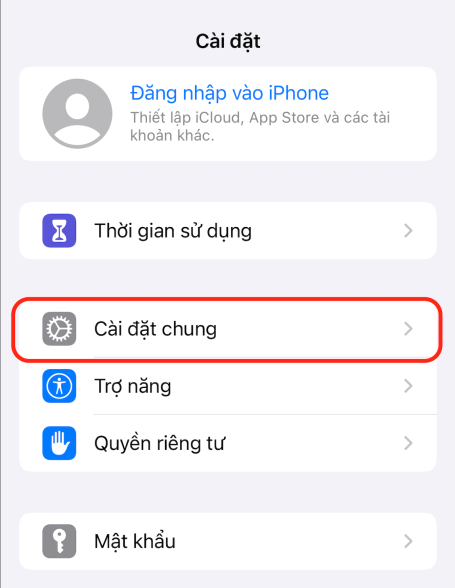 Cài đặt
Đăng nhập vào iPhone
Thiết lập iCloud, App Store và các tài
khoản khác.
Thời gian sử dụng
Cài đặt chung
Trợ năng
Quyền riêng tư
Mật khẩu